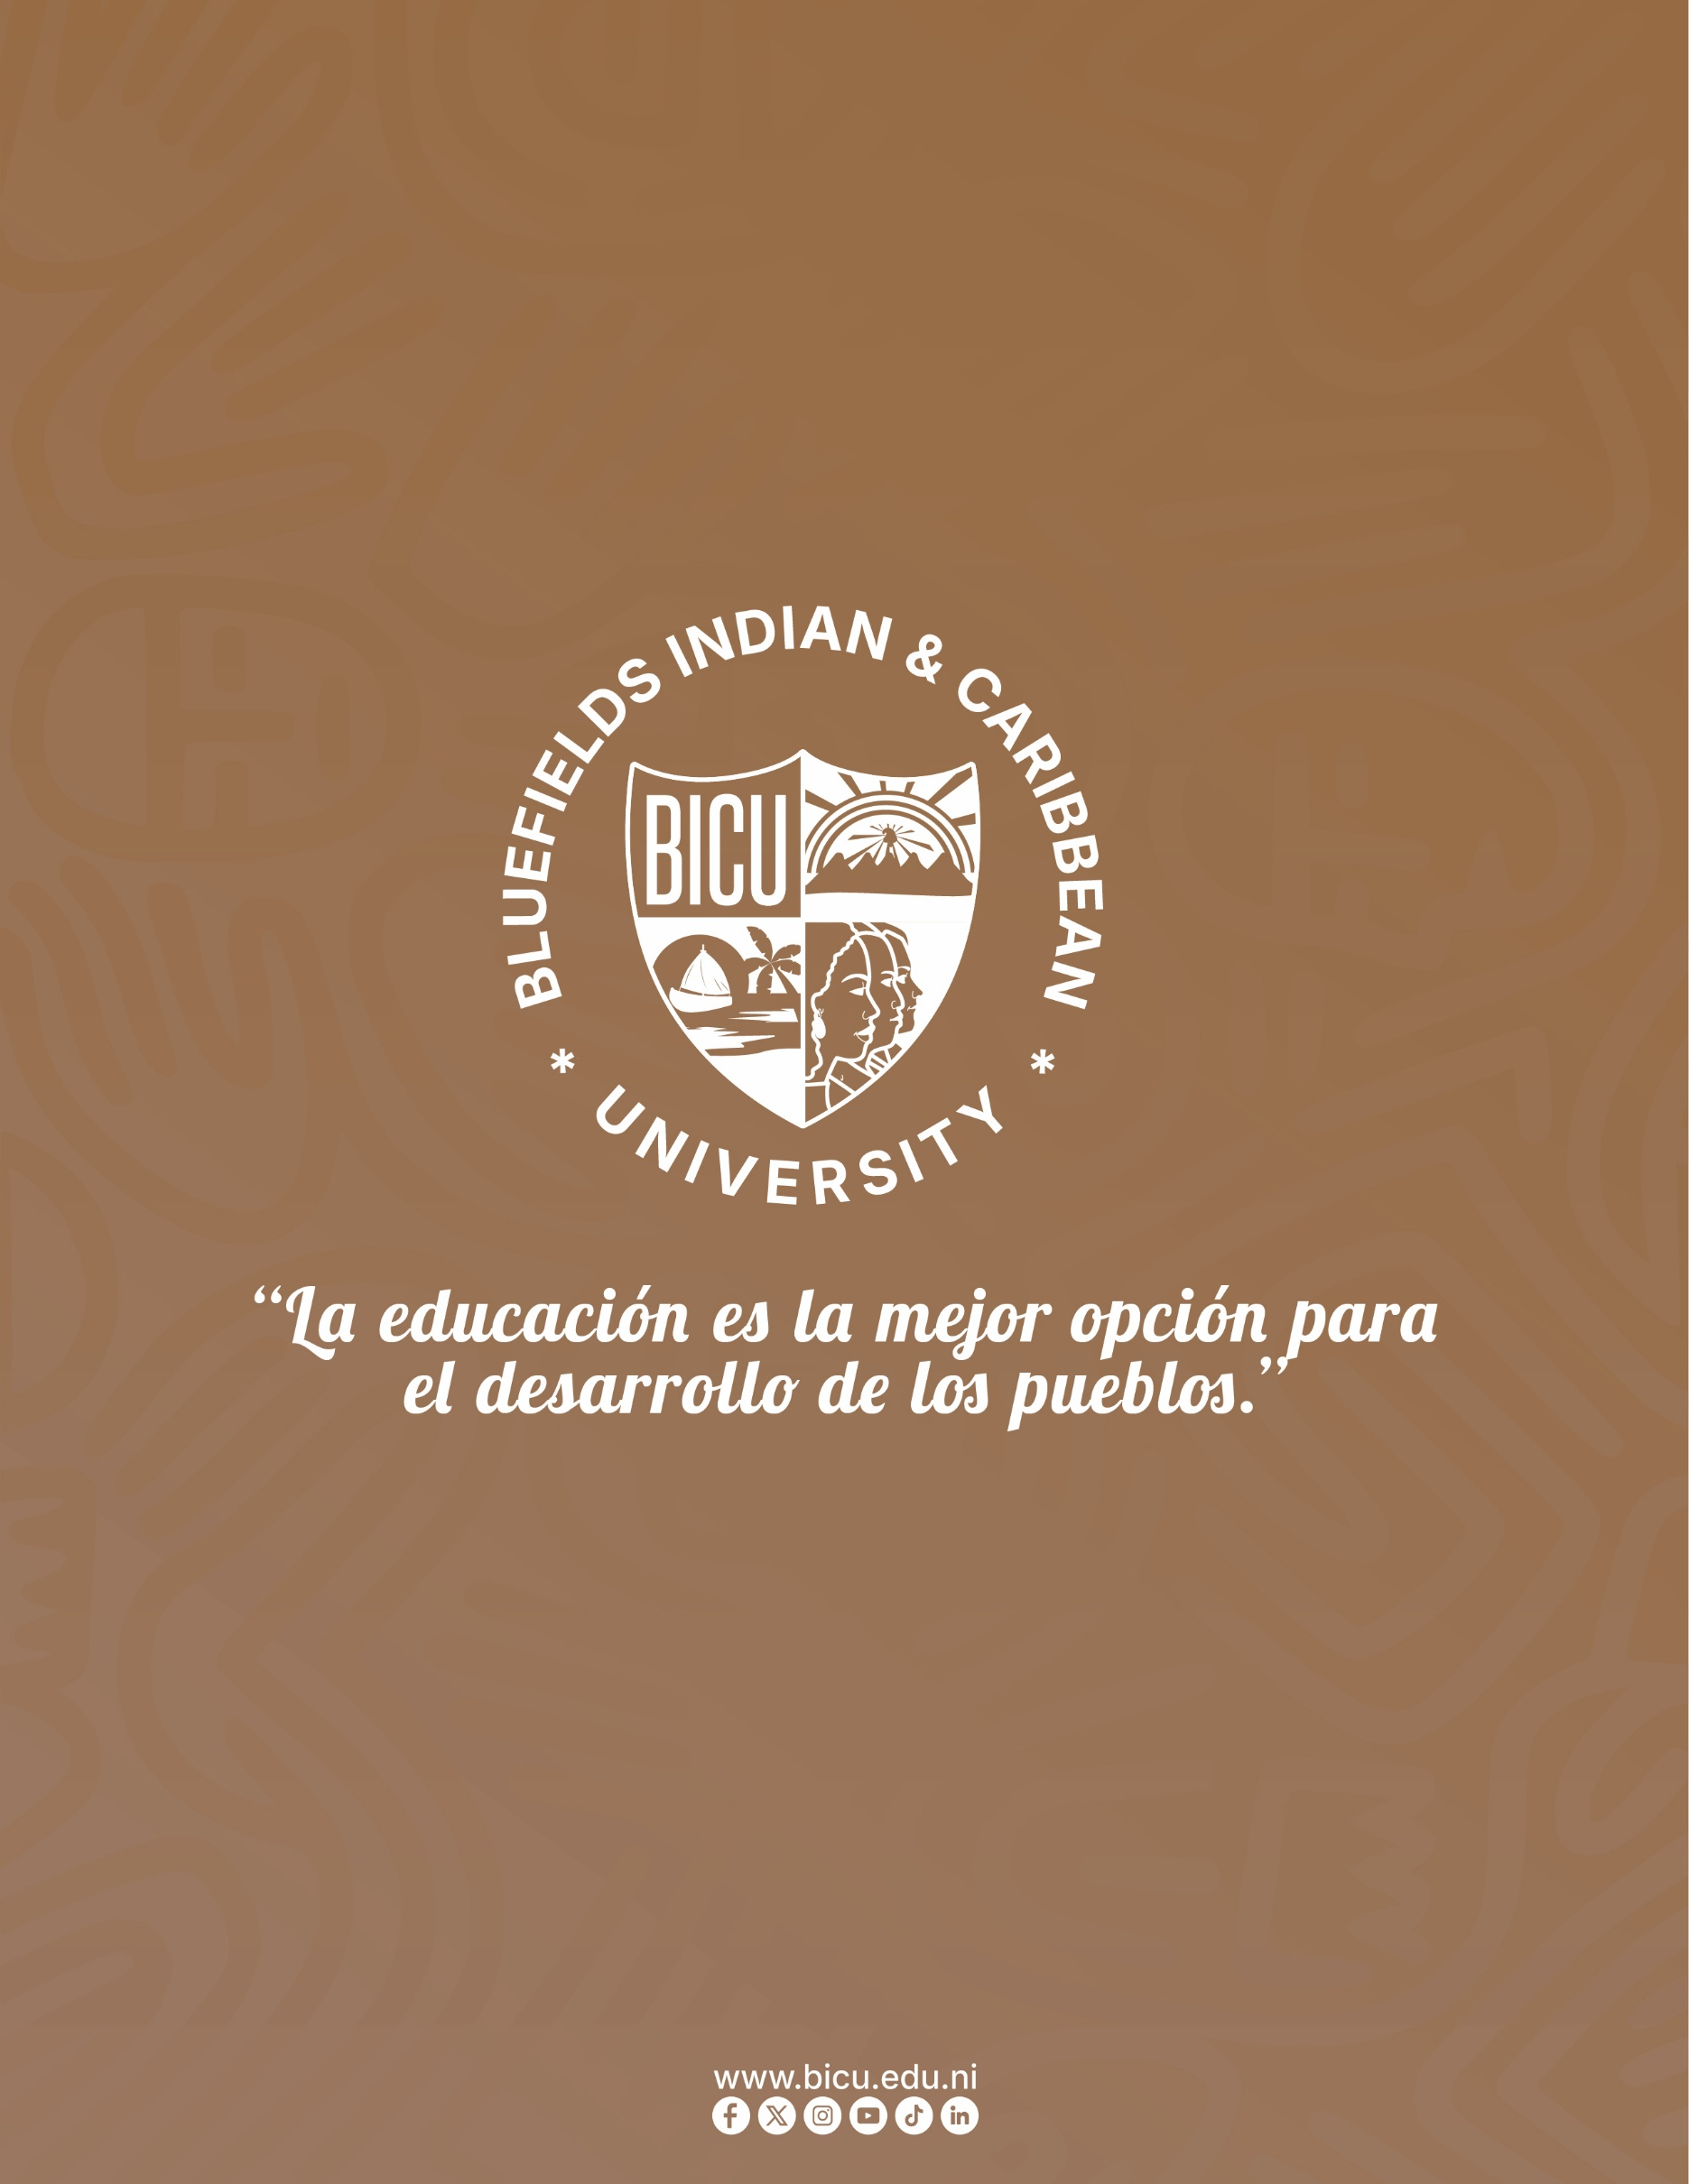 BLUEFIELDS INDIAN & CARIBBEAN
BICU
* UNIVERSITY *
“La educación es la mejor opción para
el desarrollo de los pueblos.”
www.bicu.edu.ni